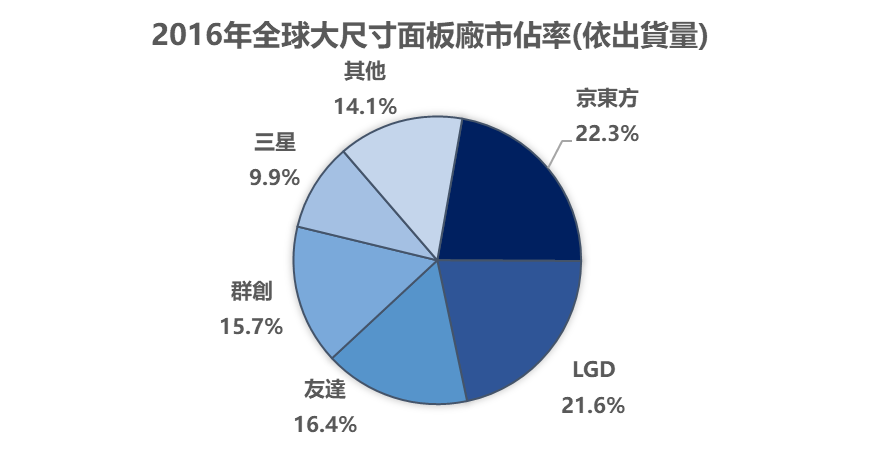 2016年全球大尺寸面板廠市佔率(依出貨量)
其他
14.1%
京東方
22.3%
三星
9.9%
群創
15.7%
LGD
21.6%
友達
16.4%